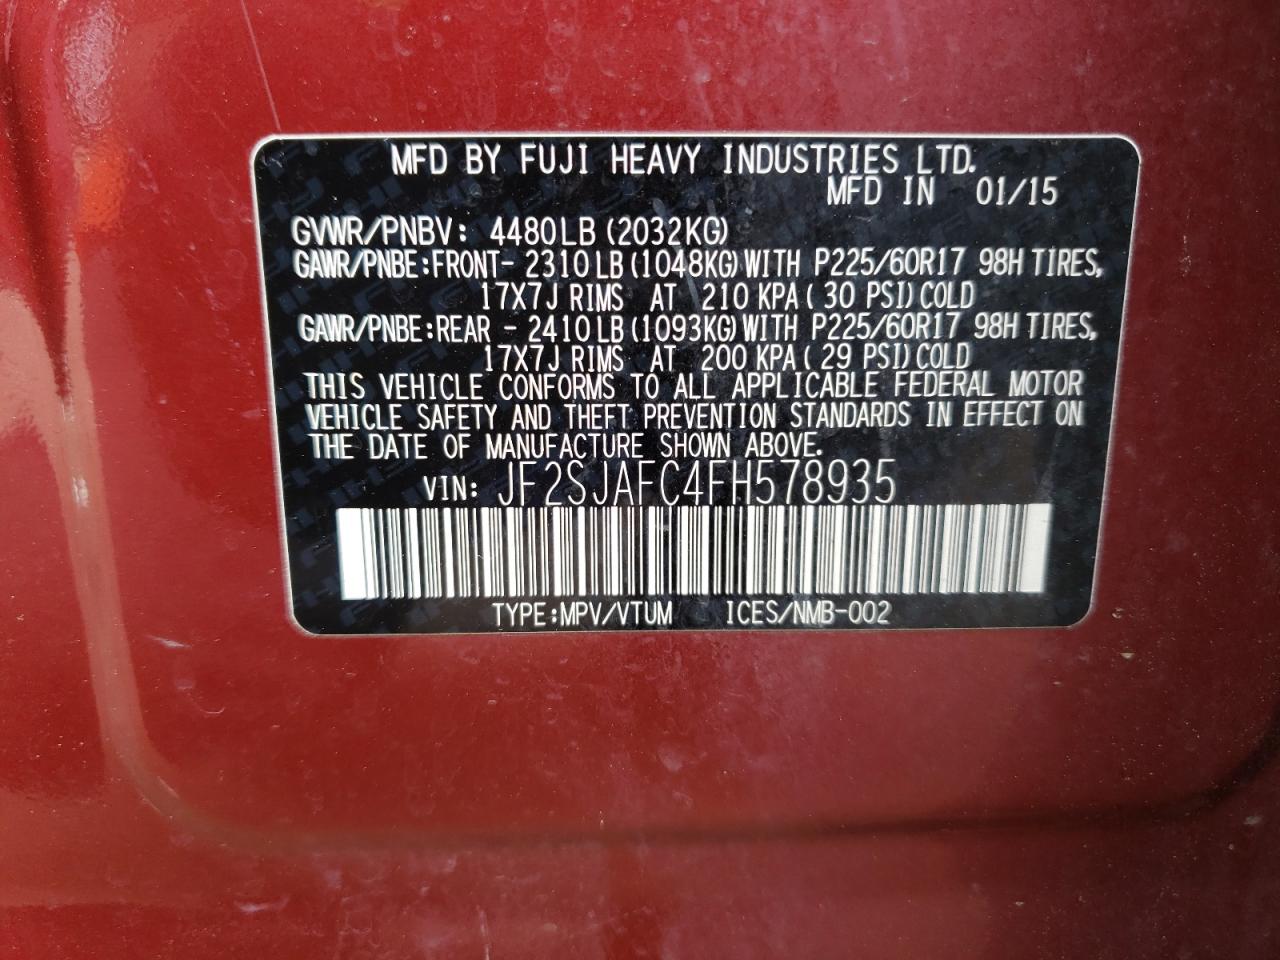 MFD BY FUJI HEAVY INDUSTRIES LTD.
MFD IN 01/15
GVWR/PNBV: 4480LB (2032KG)
GAWR/PNBE:FRONT- 2310LB(1048KG)WITH P225/60R17 98H TIRES,
17X7J RIMS AT 210 KPA( 30 PSI)COLD
GAWR/PNBE:REAR - 2410LB(1093KG)WITH P225/60R17 98H TIRES,
17X7J RIMS AT 200 KPA( 29 PSI)COLD
THIS VEHICLE CONFORMS TO ALL APPLICABLE FEDERAL MOTOR
VEHICLE SAFETY AND THEFT PREVENTION STANDARDS IN EFFECT ON
THE DATE OF MANUFACTURE SHOWN ABOVE.
VIN: JF2SJAFC4FH578935
TYPE:MPV/VTUM ICES/NMB-002